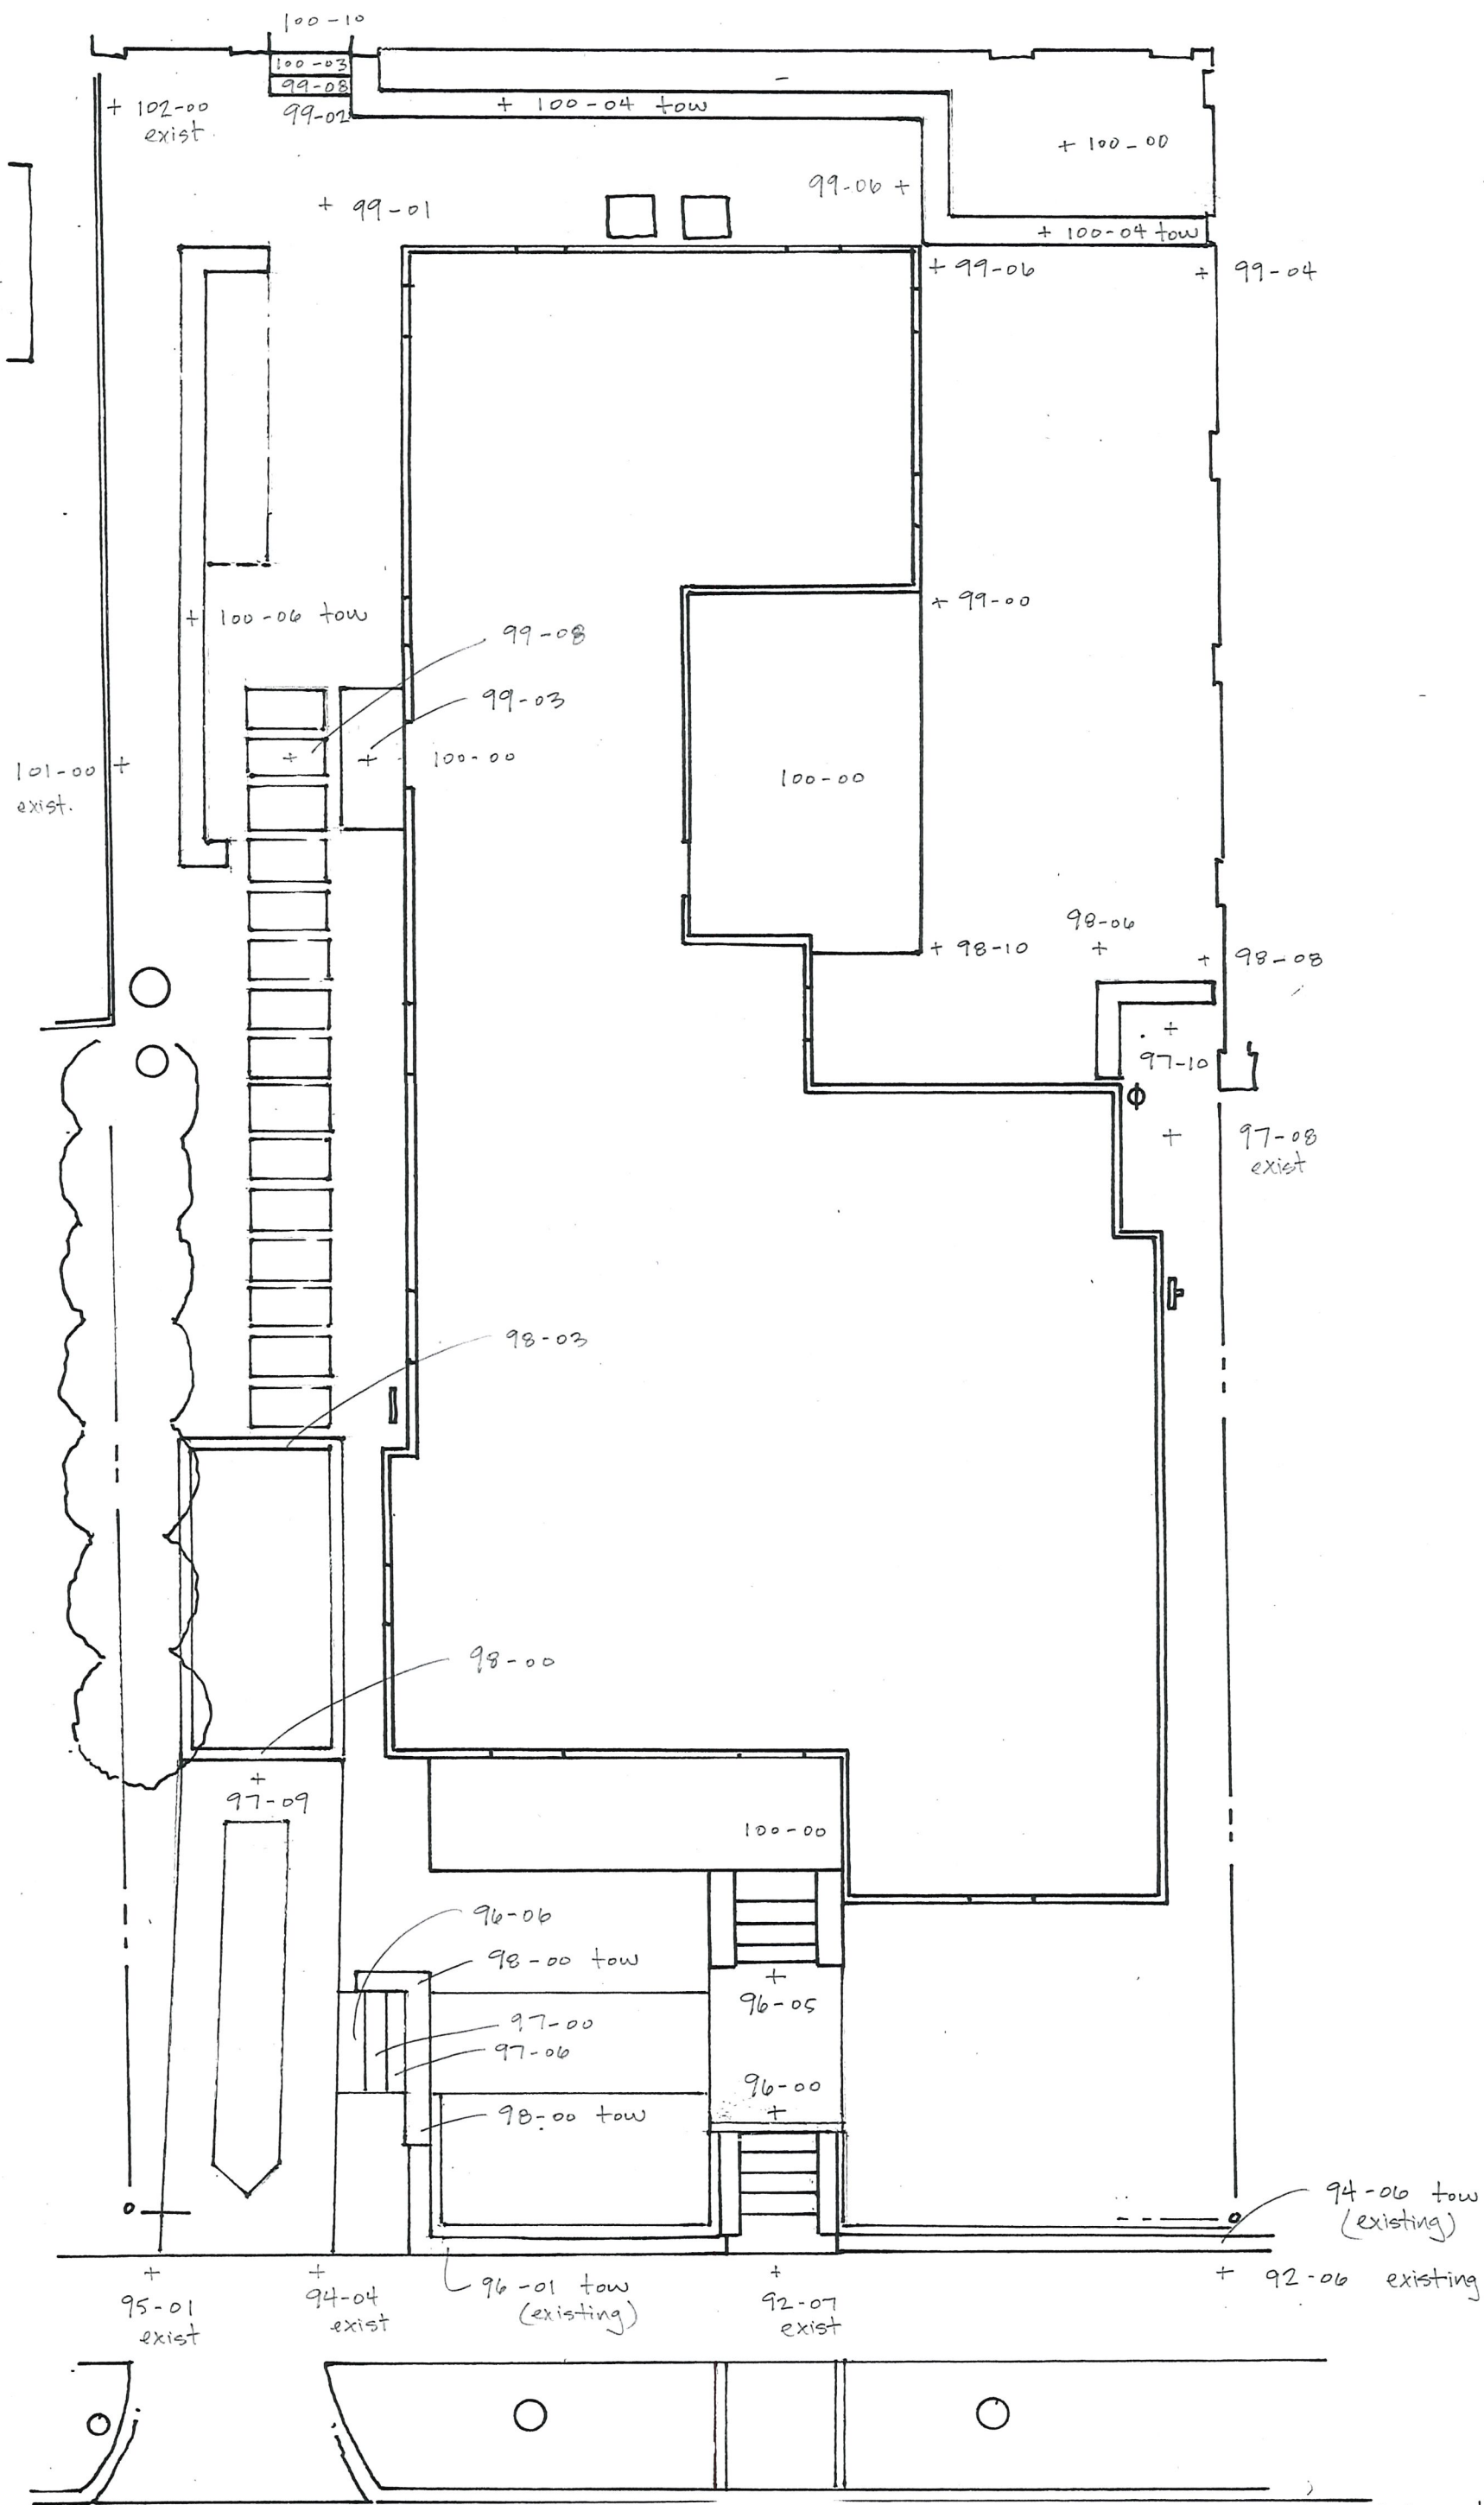 100-10
100-03
99-08
99-02
+ 102-00
exist.
+ 100-04 tow
+ 100-00
99-06 +
+ 99-01
+ 100-04 tow
+ 99-06
+ 99-04
+ 100-06 tow
+ 99-00
99-08
99-03
100-00
101-00 +
exist.
100-00
98-06
+ 98-10
+ 98-08
97-10
97-08
exist
98-03
98-00
97-09
100-00
96-06
98-00 tow
96-05
97-00
97-06
96-00
98-00 tow
94-06 tow
(existing)
95-01
exist
94-04
exist
96-01 tow
(existing)
92-07
exist
+ 92-06 existing